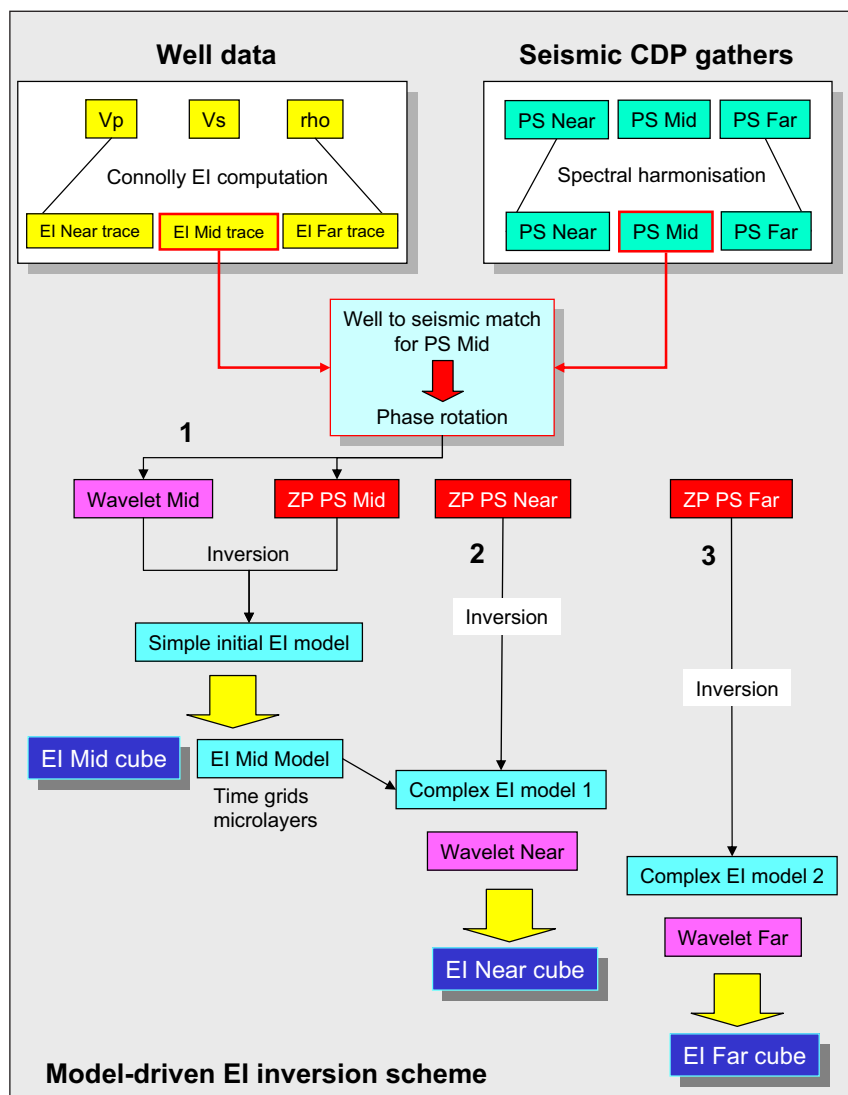 Well data
Seismic CDP gathers
Vp
Vs
rho
Connolly EI computation
EI Near trace
EI Mid trace
EI Far trace
PS Near
PS Mid
PS Far
Spectral harmonisation
PS Near
PS Mid
PS Far
Well to seismic match
for PS Mid
Phase rotation
1
Wavelet Mid
ZP PS Mid
ZP PS Near
ZP PS Far
Inversion
2
3
Inversion
Simple initial EI model
Inversion
EI Mid cube
EI Mid Model
Time grids
microlayers
Complex EI model 1
Wavelet Near
Complex EI model 2
Wavelet Far
EI Near cube
EI Far cube
Model-driven EI inversion scheme